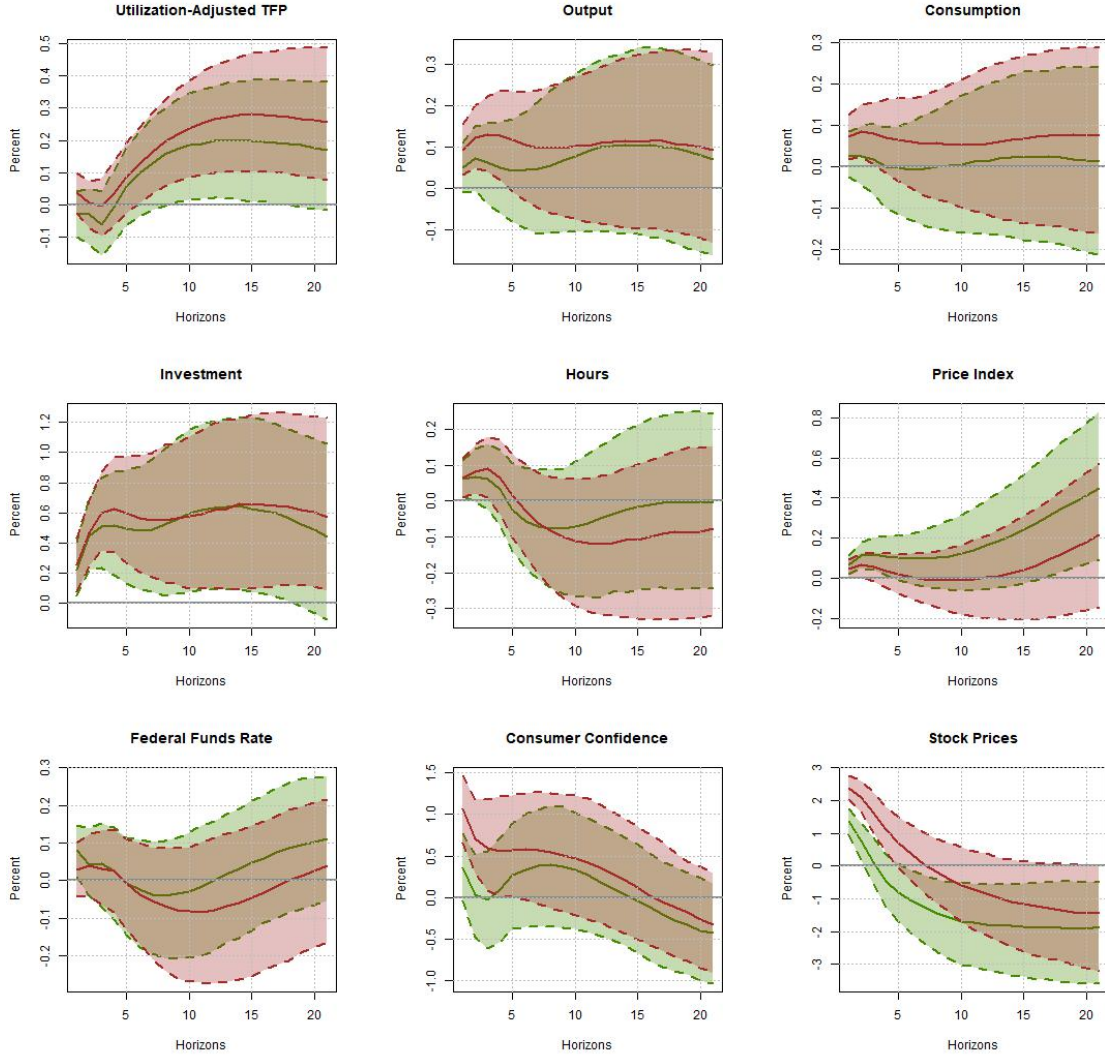 Utilization-Adjusted TFP
Percent
0.5
0.4
0.3
0.2
0.1
0.0
0.1
5 10 15 20
Horizons
Output
Percent
0.3
0.2
0.1
0.0
-0.1
5 10 15 20
Horizons
Consumption
Percent
0.3
0.2
0.1
0.0
-0.1
-0.2
5 10 15 20
Horizons
Investment
Percent
1.2
1.0
0.8
0.6
0.4
0.2
0.0
5 10 15 20
Horizons
Hours
Percent
0.2
0.1
0.0
-0.1
-0.2
-0.3
5 10 15 20
Horizons
Price Index
Percent
0.8
0.6
0.4
0.2
0.0
-0.2
5 10 15 20
Horizons
Federal Funds Rate
Percent
0.3
0.2
0.1
0.0
-0.1
-0.2
5 10 15 20
Horizons
Consumer Confidence
Percent
1.5
1.0
0.5
0.0
-0.5
-1.0
5 10 15 20
Horizons
Stock Prices
Percent
3
2
1
0
-1
-2
-3
5 10 15 20
Horizons